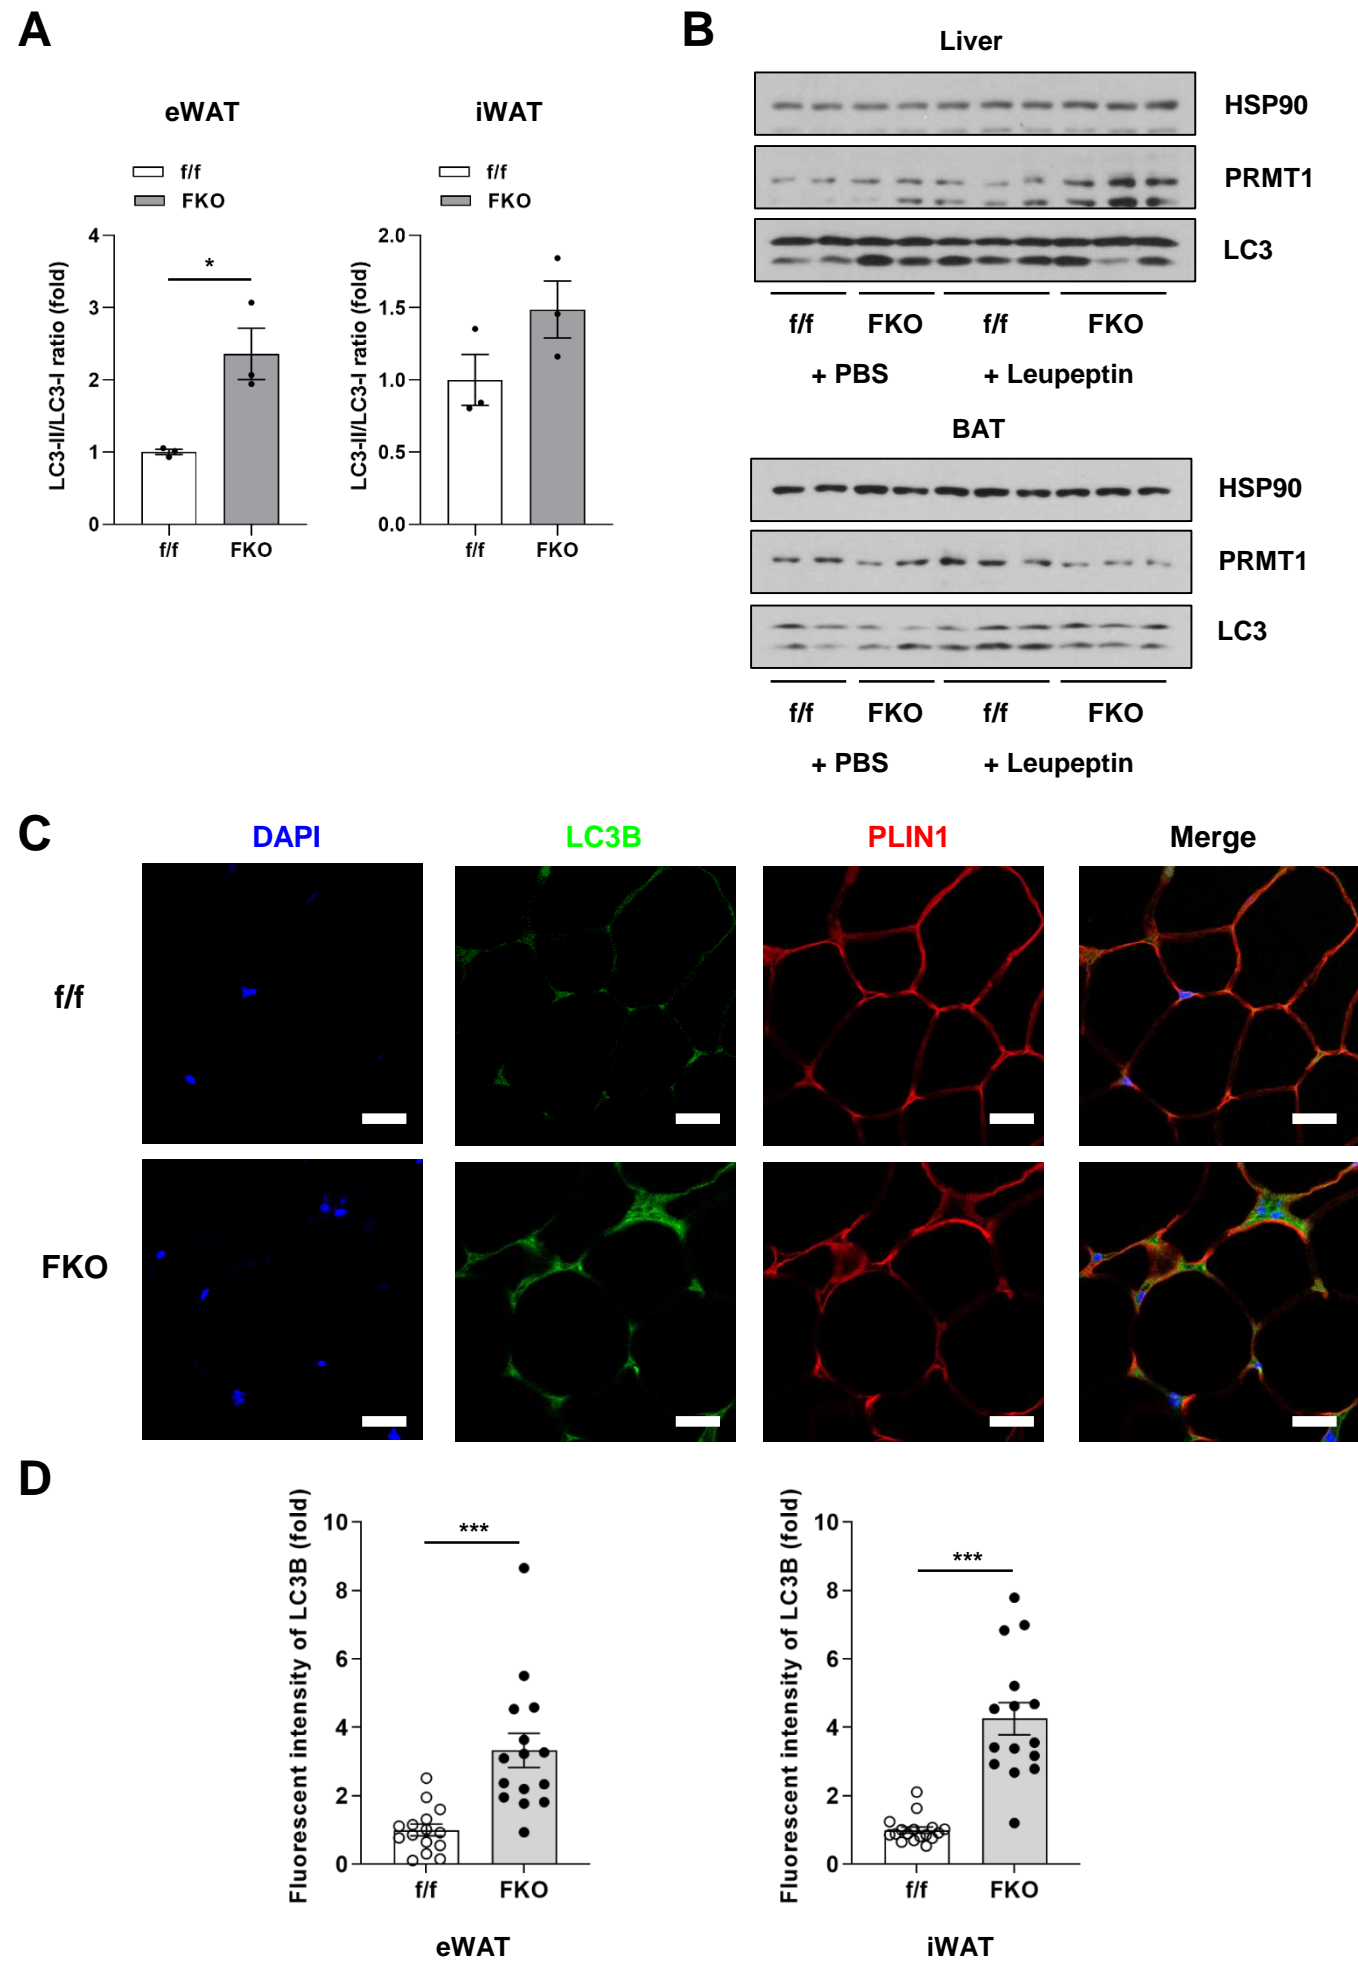 A
eWAT
f/f
FKO
LC3-II/LC3-I ratio (fold)
4
3
2
1
0
*
f/f
FKO
iWAT
f/f
FKO
LC3-II/LC3-I ratio (fold)
2.0
1.5
1.0
0.5
0.0
f/f
FKO
B
Liver
HSP90
PRMT1
LC3
f/f FKO f/f FKO
+ PBS + Leupeptin
BAT
HSP90
PRMT1
LC3
f/f FKO f/f FKO
+ PBS + Leupeptin
C
DAPI LC3B PLIN1 Merge
f/f
FKO
D
Fluorescent intensity of LC3B (fold)
10
8
6
4
2
0
***
f/f FKO
eWAT
Fluorescent intensity of LC3B (fold)
10
8
6
4
2
0
***
f/f FKO
iWAT